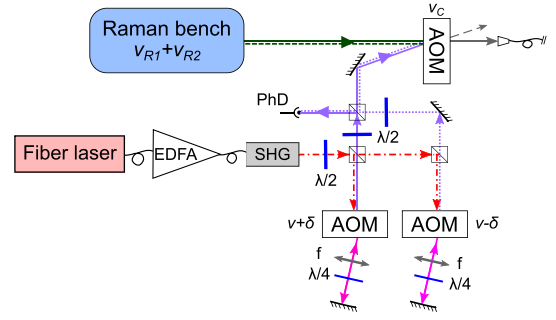 Raman bench
νR1+νR2
νC
AOM
PhD
λ/2
Fiber laser
EDFA
SHG
λ/2
ν+δ
AOM
AOM
ν-δ
f
λ/4
f
λ/4